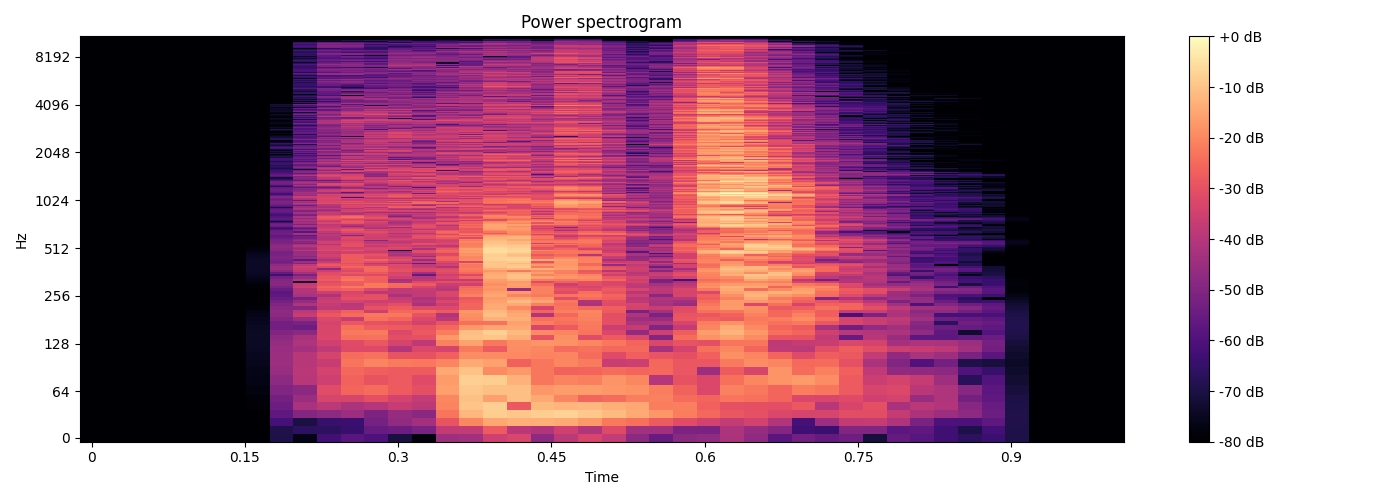 Power spectrogram
8192
4096
2048
1024
512
256
128
64
0
Hz
0
0.15
0.3
0.45
0.6
0.75
0.9
Time
+0 dB
-10 dB
-20 dB
-30 dB
-40 dB
-50 dB
-60 dB
-70 dB
-80 dB